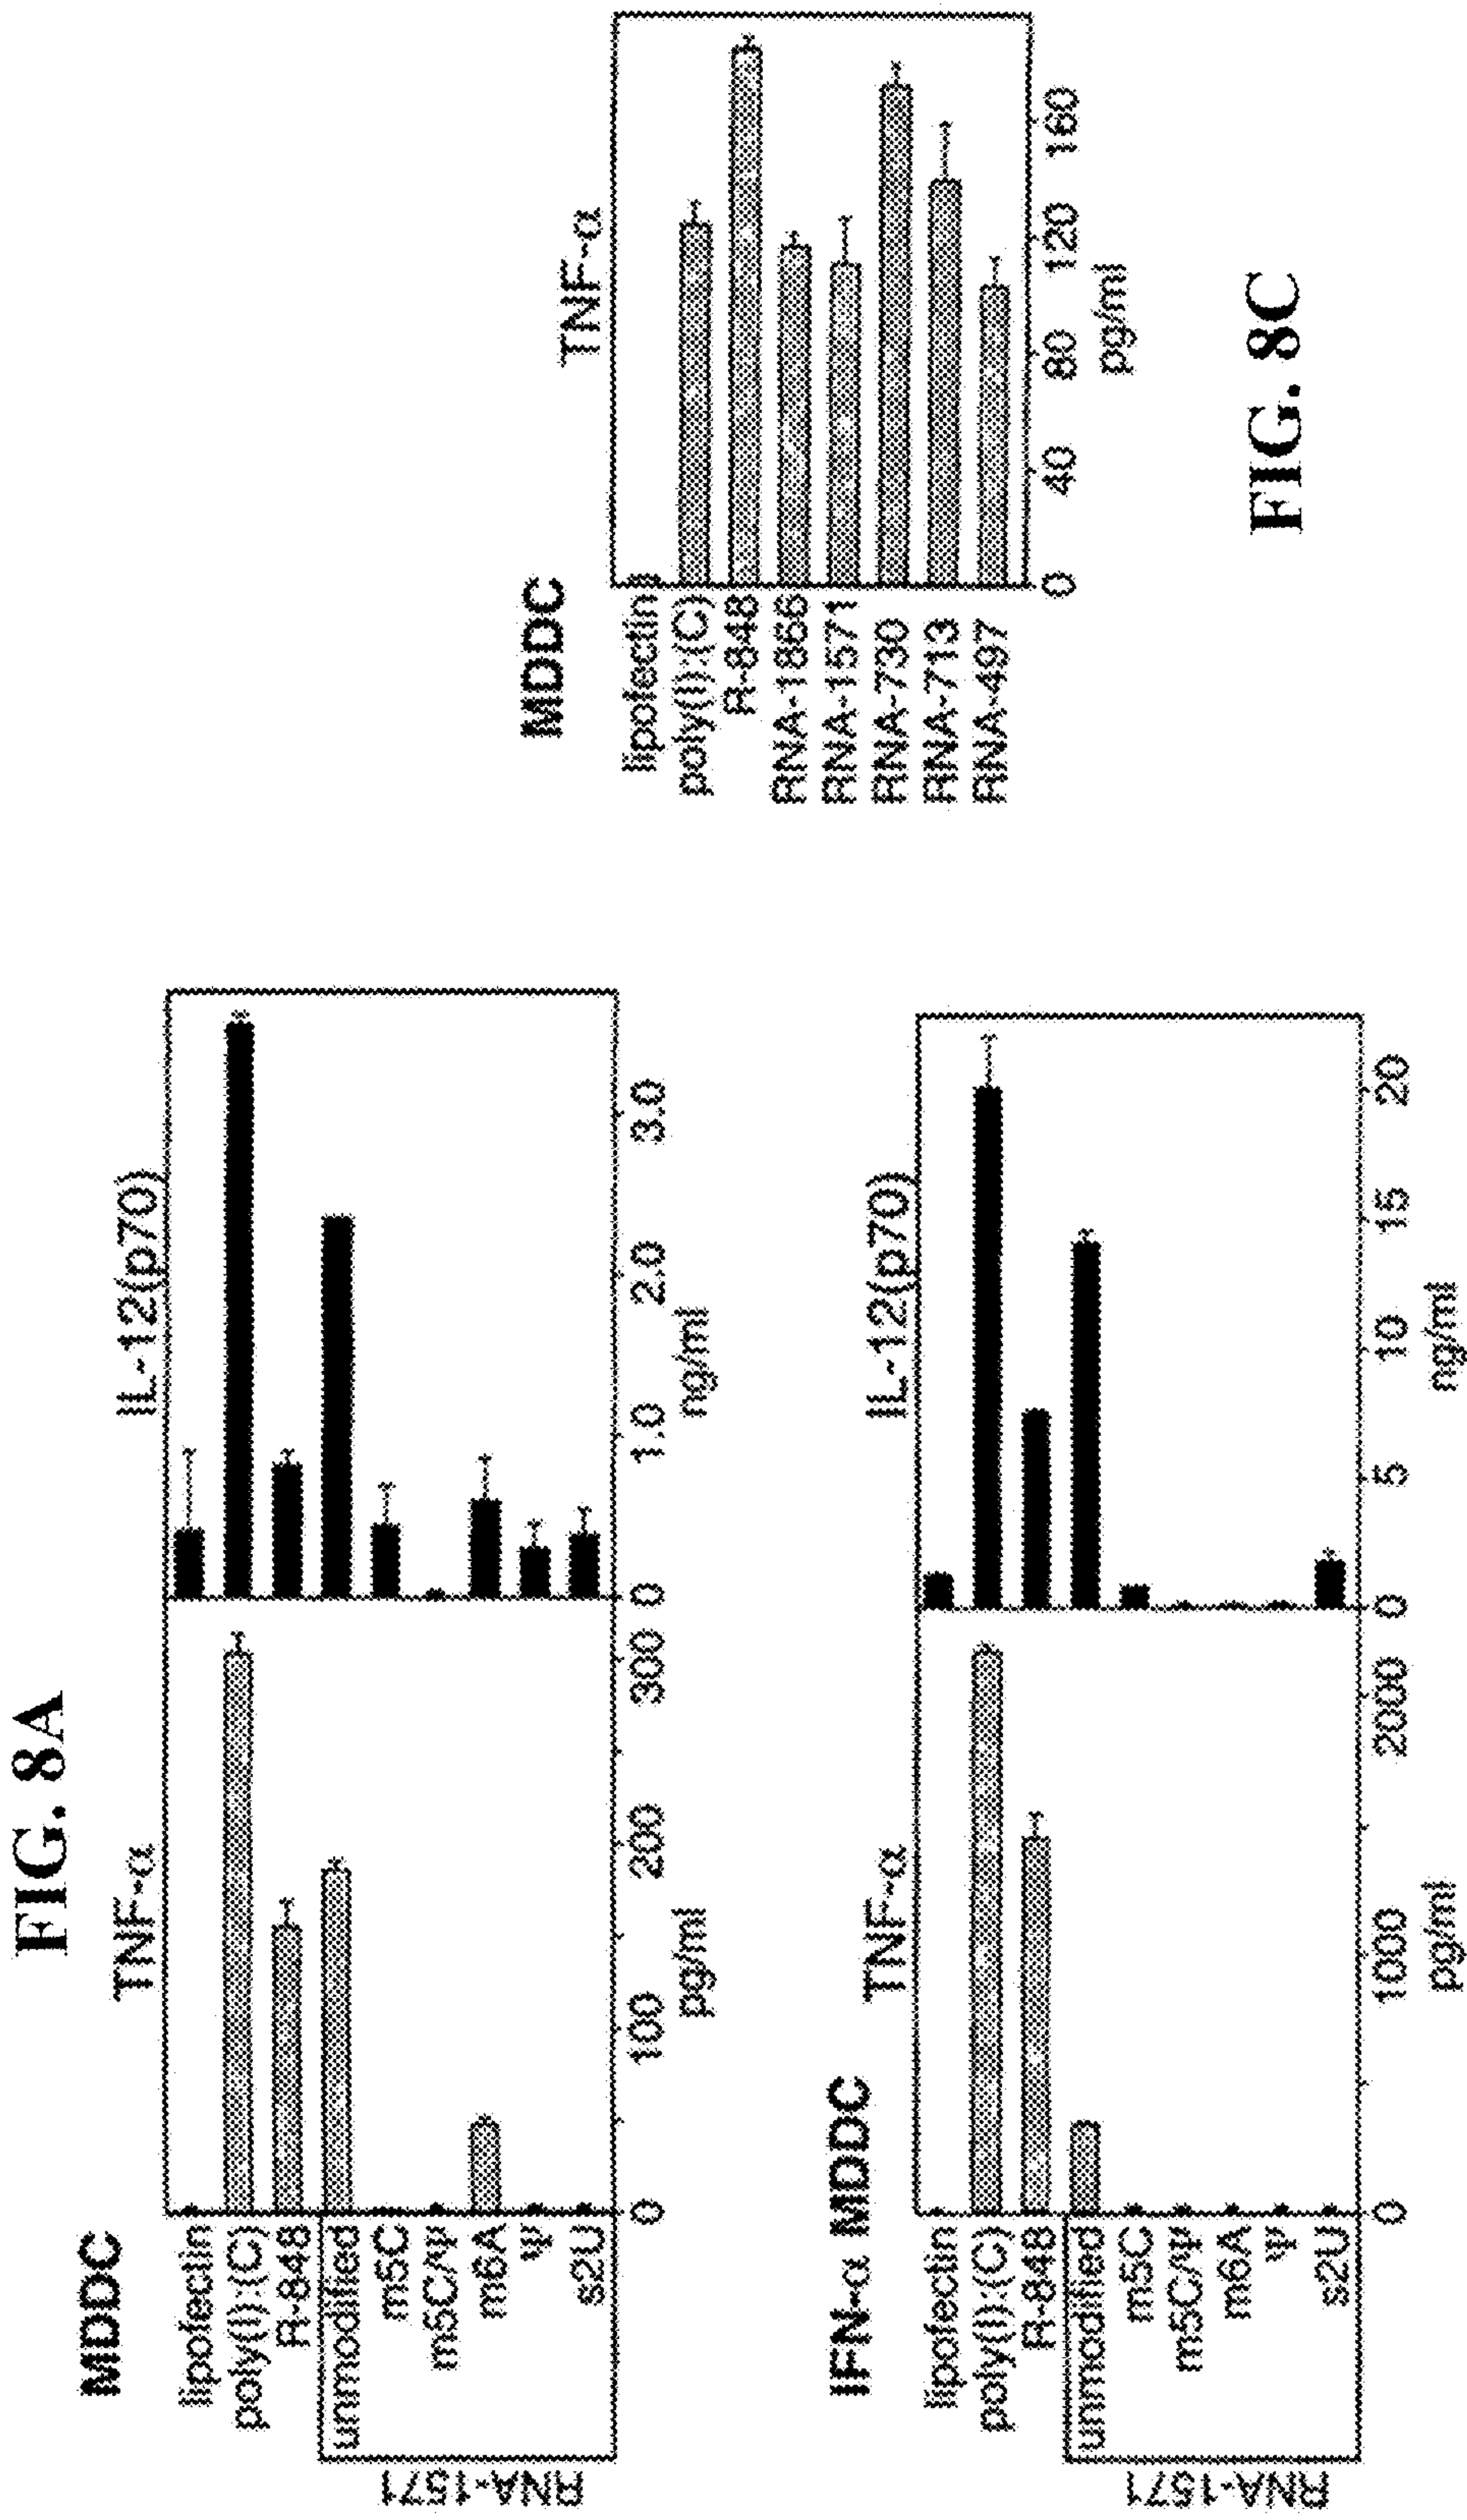 FIG. 8A
MDDC
TNF-α
IL-12(p70)
lipofectin
poly(I):(C)
R-848
unmodified
m5C
m5C/Ψ
m6A
Ψ
s2U
RNA-1571
0
100
200
300
pg/ml
0
1.0
2.0
3.0
ng/ml
IFN-α MDDC
TNF-α
IL-12(p70)
lipofectin
poly(I):(C)
R-848
unmodified
m5C
m5C/Ψ
m6A
Ψ
s2U
RNA-1571
0
1000
2000
pg/ml
0
5
10
15
20
ng/ml
MDDC
TNF-α
lipofectin
poly(I):(C)
R-848
RNA-1866
RNA-1571
RNA-730
RNA-713
RNA-497
0
40
80
120
160
pg/ml
FIG. 8C